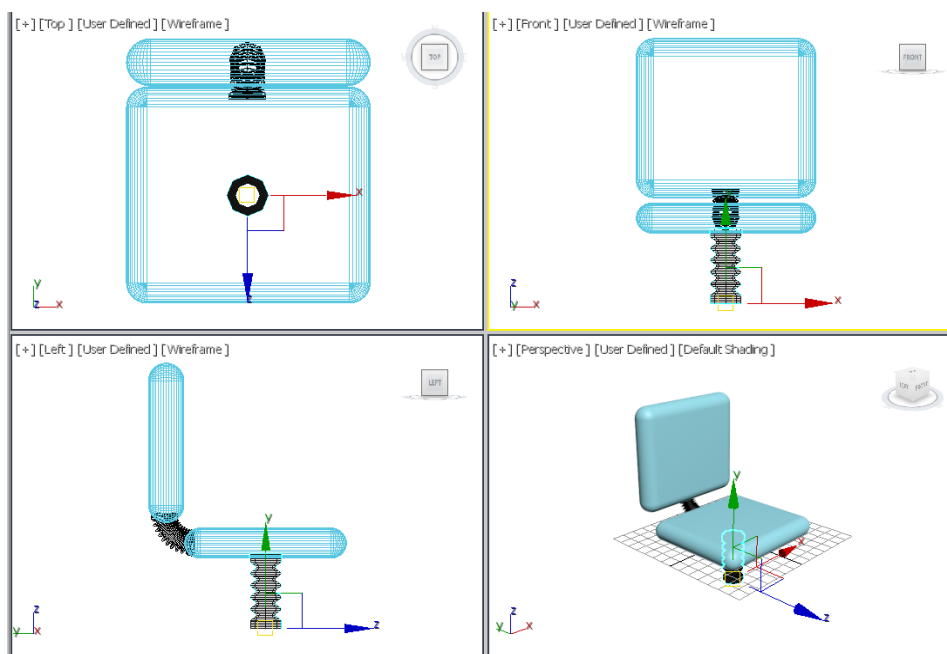 [+] [Top] [User Defined] [Wireframe]
TOP
x
z
y
z x
[+] [Front] [User Defined] [Wireframe]
FRONT
x
z
y x
[+] [Left] [User Defined] [Wireframe]
LEFT
y
z
z
y x
[+] [Perspective] [User Defined] [Default Shading]
FRONT
y
x
z
z
y x